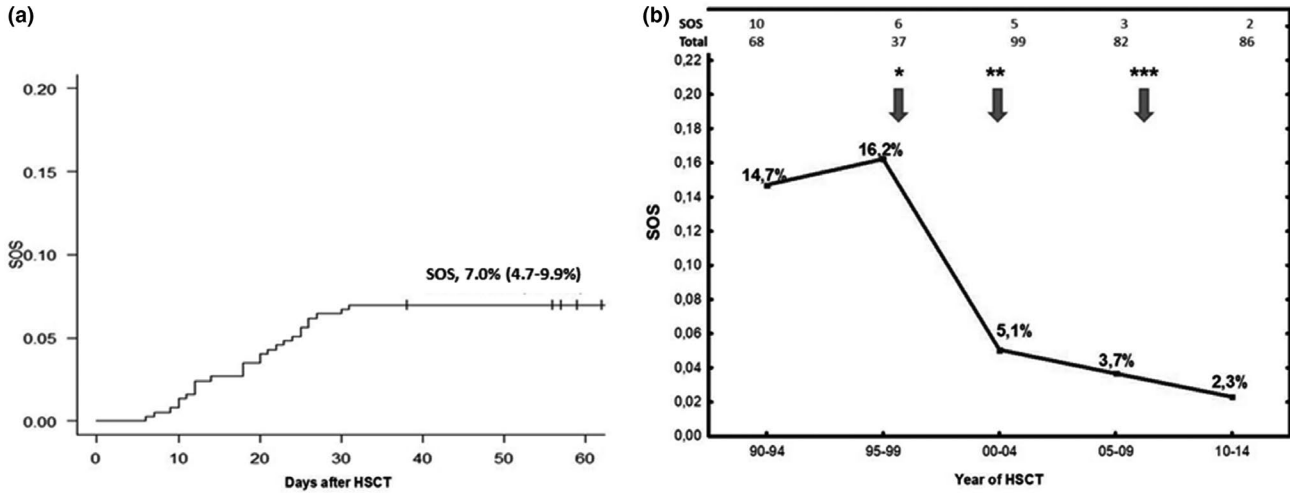 (a)
0.20
0.15
0.10
0.05
0.00
SOS
SOS, 7.0% (4.7-9.9%)
0 10 20 30 40 50 60
Days after HSCT
(b)
SOS 10 6 5 3 2
Total 68 37 99 82 86
0,22
0,20
0,18
0,16
0,14
0,12
0,10
0,08
0,06
0,04
0,02
0,00
SOS
* ** ***
14,7%
16,2%
5,1%
3,7%
2,3%
90-94 95-99 00-04 05-09 10-14
Year of HSCT